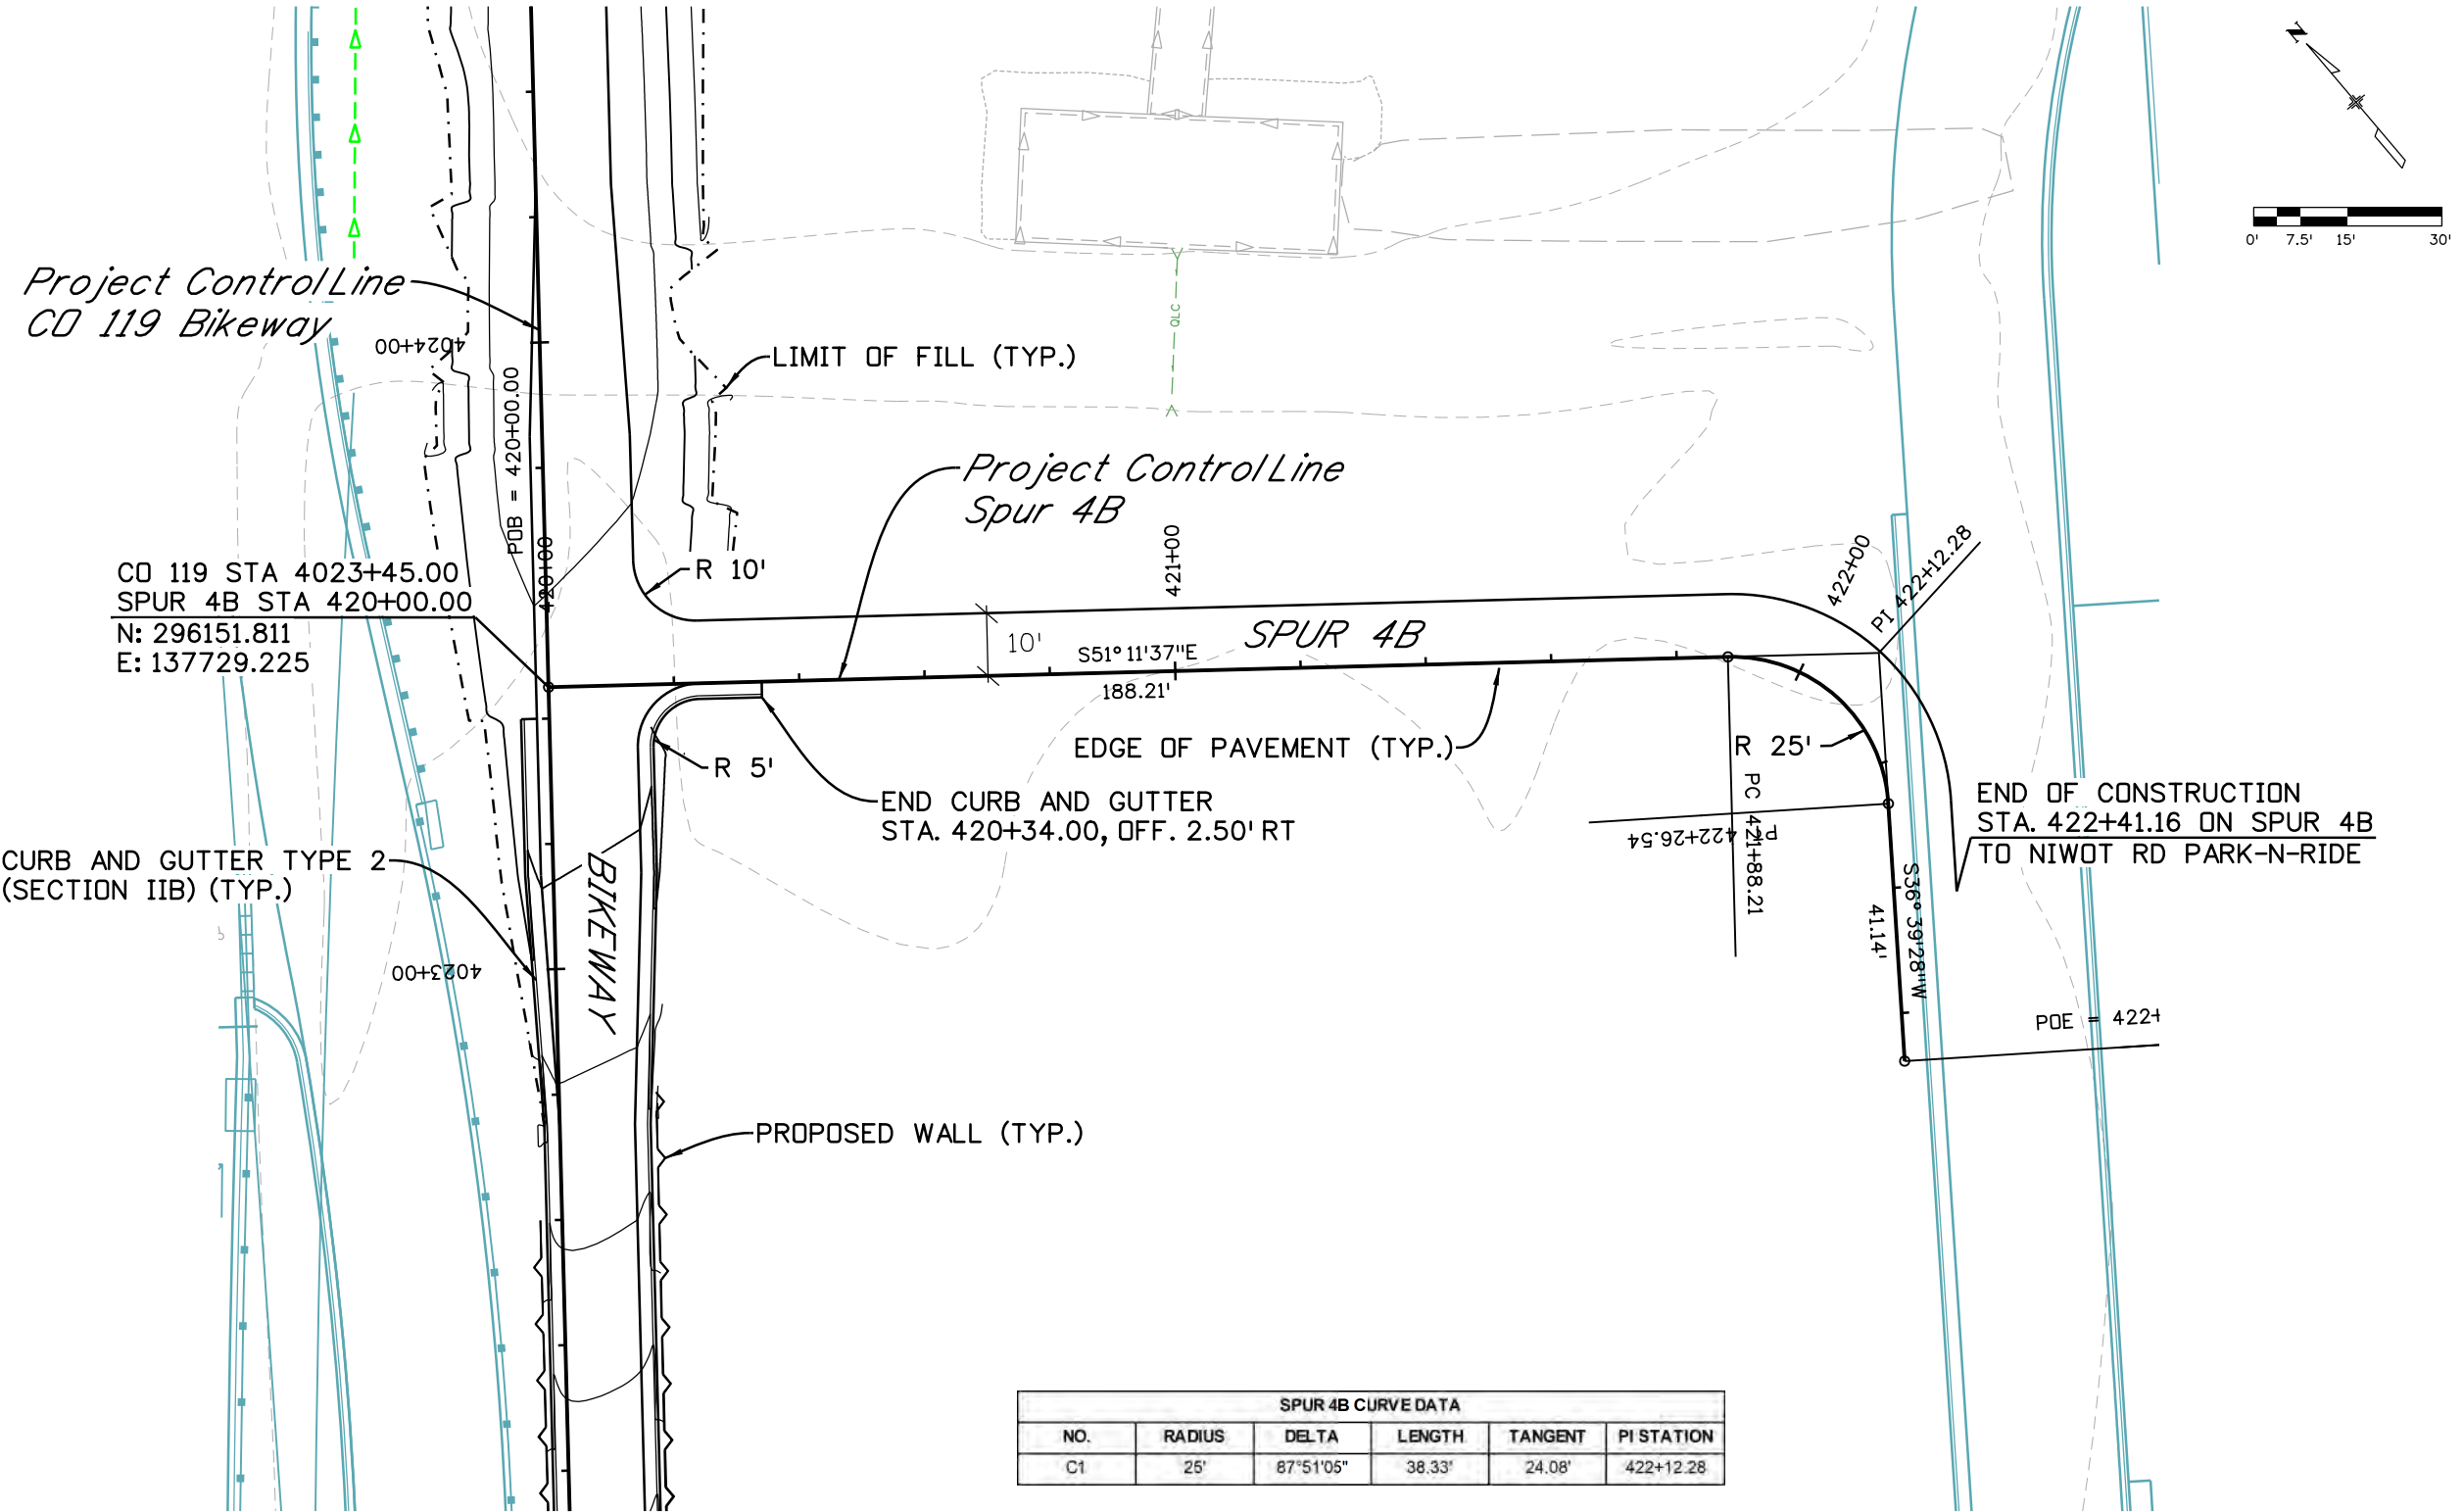 N
0' 7.5' 15' 30'
Project Control Line
CO 119 Bikeway
4024+00
POB = 420+00.00
LIMIT OF FILL (TYP.)
QLC
Project Control Line
Spur 4B
CO 119 STA 4023+45.00
SPUR 4B STA 420+00.00
N: 296151.811
E: 137729.225
420+00
R 10'
421+00
422+00
PI 422+12.28
10'
SPUR 4B
S51°11'37"E
188.21'
R 5'
EDGE OF PAVEMENT (TYP.)
R 25'
END CURB AND GUTTER
STA. 420+34.00, OFF. 2.50' RT
PC 421+88.21
422+26.54
END OF CONSTRUCTION
STA. 422+41.16 ON SPUR 4B
TO NIWOT RD PARK-N-RIDE
CURB AND GUTTER TYPE 2
(SECTION IIB) (TYP.)
BIKEWAY
4023+00
S36°39'28"W
41.14'
POE = 422+
PROPOSED WALL (TYP.)
SPUR 4B CURVE DATA
NO. RADIUS DELTA LENGTH TANGENT PI STATION
C1 25' 87°51'05" 38.33' 24.08' 422+12.28